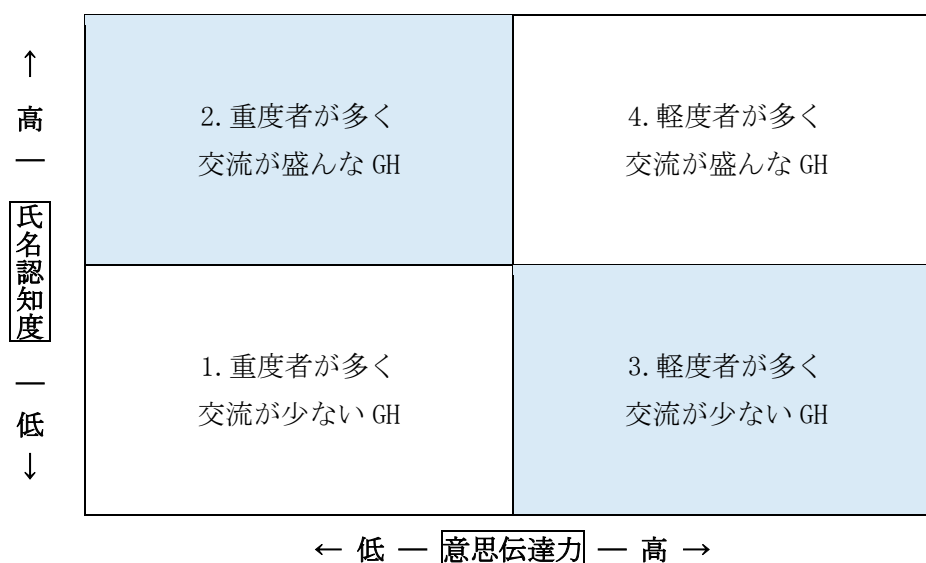 ↑
高
―
氏名認知度
―
低
↓
2.重度者が多く
交流が盛んな GH
4.軽度者が多く
交流が盛んな GH
1.重度者が多く
交流が少ない GH
3.軽度者が多く
交流が少ない GH
← 低 ― 意思伝達力 ― 高 →